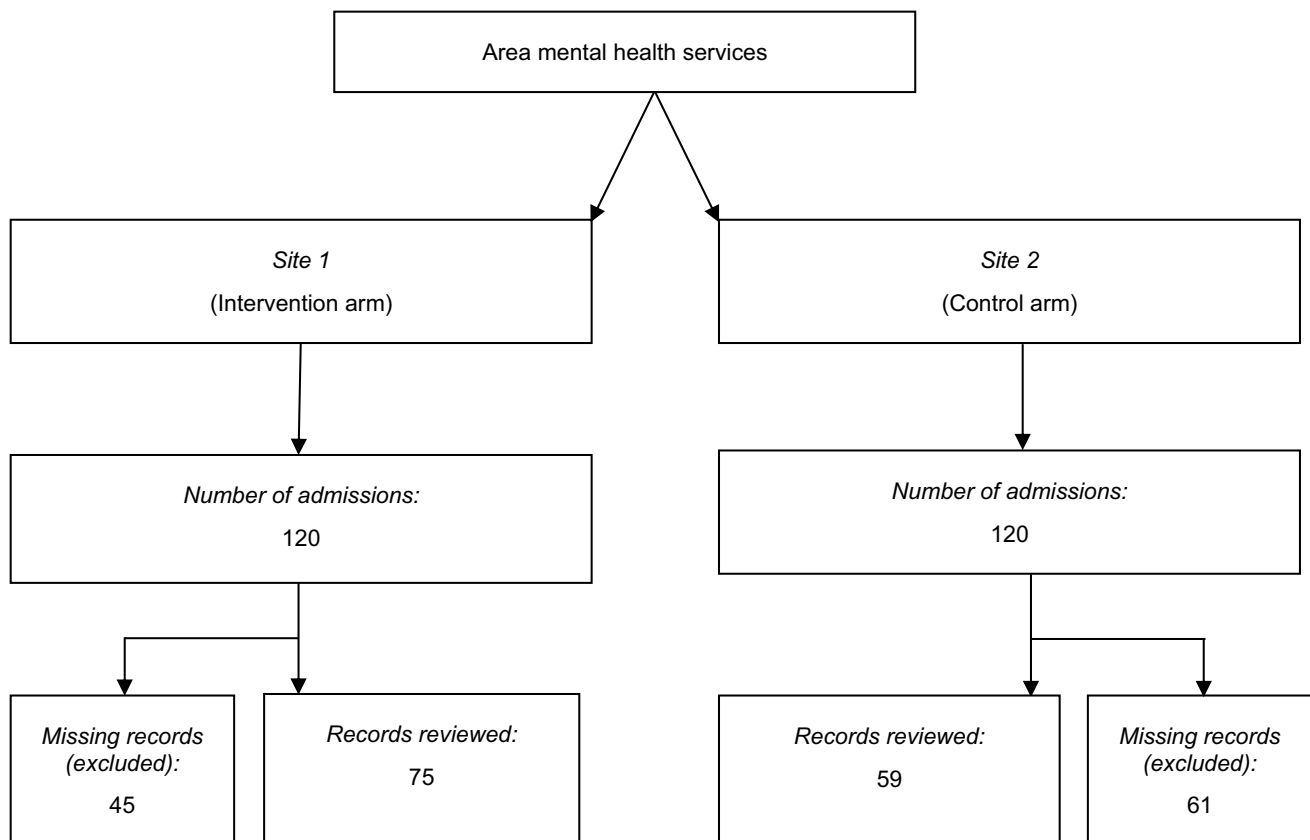 Area mental health services
Site 1
(Intervention arm)
Site 2
(Control arm)
Number of admissions:
120
Number of admissions:
120
Missing records
(excluded):
45
Records reviewed:
75
Records reviewed:
59
Missing records
(excluded):
61